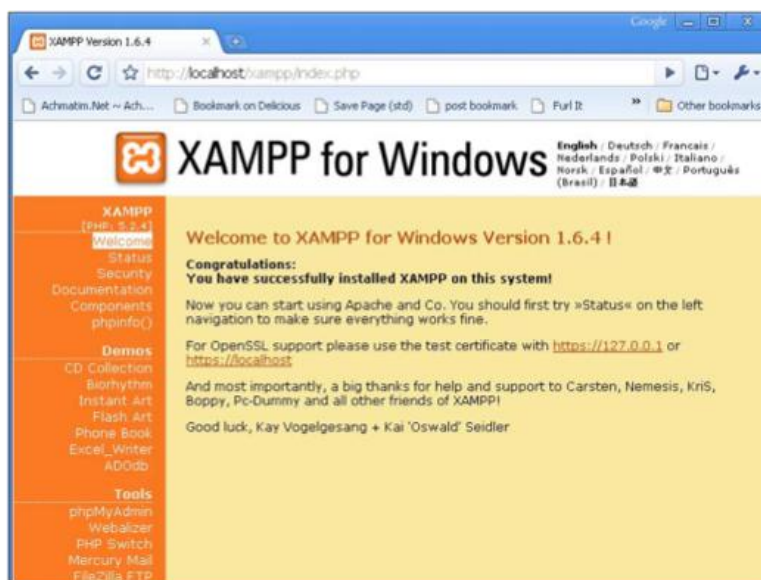 Google
XAMPP Version 1.6.4
http://localhost/xampp/index.php
Achmatim.Net ~ Ach...
Bookmark on Delicious
Save Page (std)
post bookmark
Furl It
»
Other bookmarks
XAMPP for Windows
English / Deutsch / Francais /
Nederlands / Polski / Italiano /
Norsk / Español / 中文 / Português
(Brasil) / 日本語
XAMPP
[PHP: 5.2.4]
Welcome
Status
Security
Documentation
Components
phpinfo()
Demos
CD Collection
Biorhythm
Instant Art
Flash Art
Phone Book
Excel_Writer
ADOdb
Tools
phpMyAdmin
Webalizer
PHP Switch
Mercury Mail
FileZilla FTP
Welcome to XAMPP for Windows Version 1.6.4 !
Congratulations:
You have successfully installed XAMPP on this system!
Now you can start using Apache and Co. You should first try »Status« on the left
navigation to make sure everything works fine.
For OpenSSL support please use the test certificate with https://127.0.0.1 or
https://localhost
And most importantly, a big thanks for help and support to Carsten, Nemesis, KriS,
Boppy, Pc-Dummy and all other friends of XAMPP!
Good luck, Kay Vogelgesang + Kai 'Oswald' Seidler